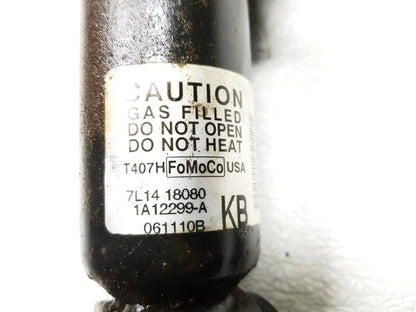 CAUTION
GAS FILLED
DO NOT OPEN
DO NOT HEAT
T407H FoMoCo USA
7L14 18080
1A12299-A KB
061110B